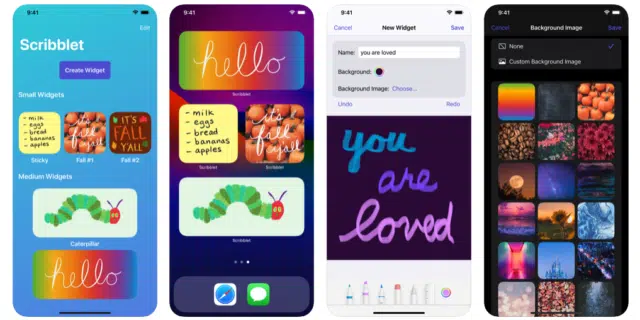 9:41
Edit
Scribblet
Create Widget
Small Widgets
- milk
- eggs
- bread
- bananas
- apples
it's
fall
y'all
IT'S
FALL
Y'ALL
Sticky
Fall #1
Fall #2
Medium Widgets
Caterpillar
hello
9:41
hello
Scribblet
- milk
- eggs
- bread
- bananas
- apples
it's
fall
y'all
Scribblet
Scribblet
Scribblet
9:41
Cancel
New Widget
Save
Name:
you are loved
Background:
Background Image:
Choose...
Undo
Redo
you
are
loved
9:41
Cancel
Background Image
Save
None
Custom Background Image